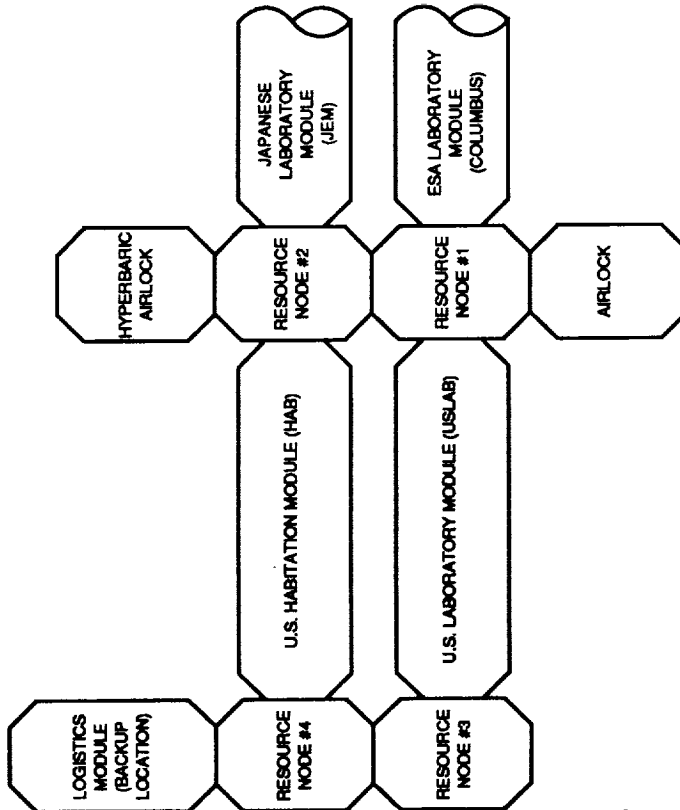 JAPANESE
LABORATORY
MODULE
(JEM)
ESA LABORATORY
MODULE
(COLUMBUS)
HYPERBARIC
AIRLOCK
RESOURCE
NODE #2
RESOURCE
NODE #1
AIRLOCK
U.S. HABITATION MODULE (HAB)
U.S. LABORATORY MODULE (USLAB)
LOGISTICS
MODULE
(BACKUP
LOCATION)
RESOURCE
NODE #4
RESOURCE
NODE #3